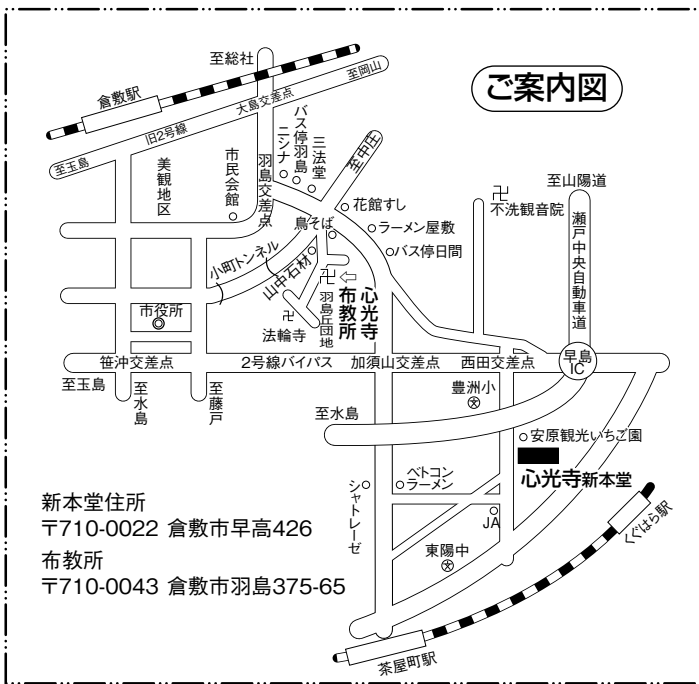 ご案内図
至総社
至岡山
倉敷駅
大島交差点
旧2号線
至玉島
美観地区
市民会館
羽島交差点
ニシナ
バス停羽島
三法堂
至中庄
花館すし
ラーメン屋敷
バス停日間
鳥そば
不洗観音院
至山陽道
瀬戸中央自動車道
小町トンネル
山中石材
卍
卍
卍
⇦
心光寺
布教所
羽島丘団地
法輪寺
市役所
笹沖交差点
2号線バイパス
加須山交差点
西田交差点
早島
IC
至玉島
至水島
至藤戸
豊洲小
文
至水島
安原観光いちご園
心光寺新本堂
シャトレーゼ
ベトコン
ラーメン
JA
東陽中
文
くぐはら駅
茶屋町駅
新本堂住所
〒710-0022 倉敷市早高426
布教所
〒710-0043 倉敷市羽島375-65